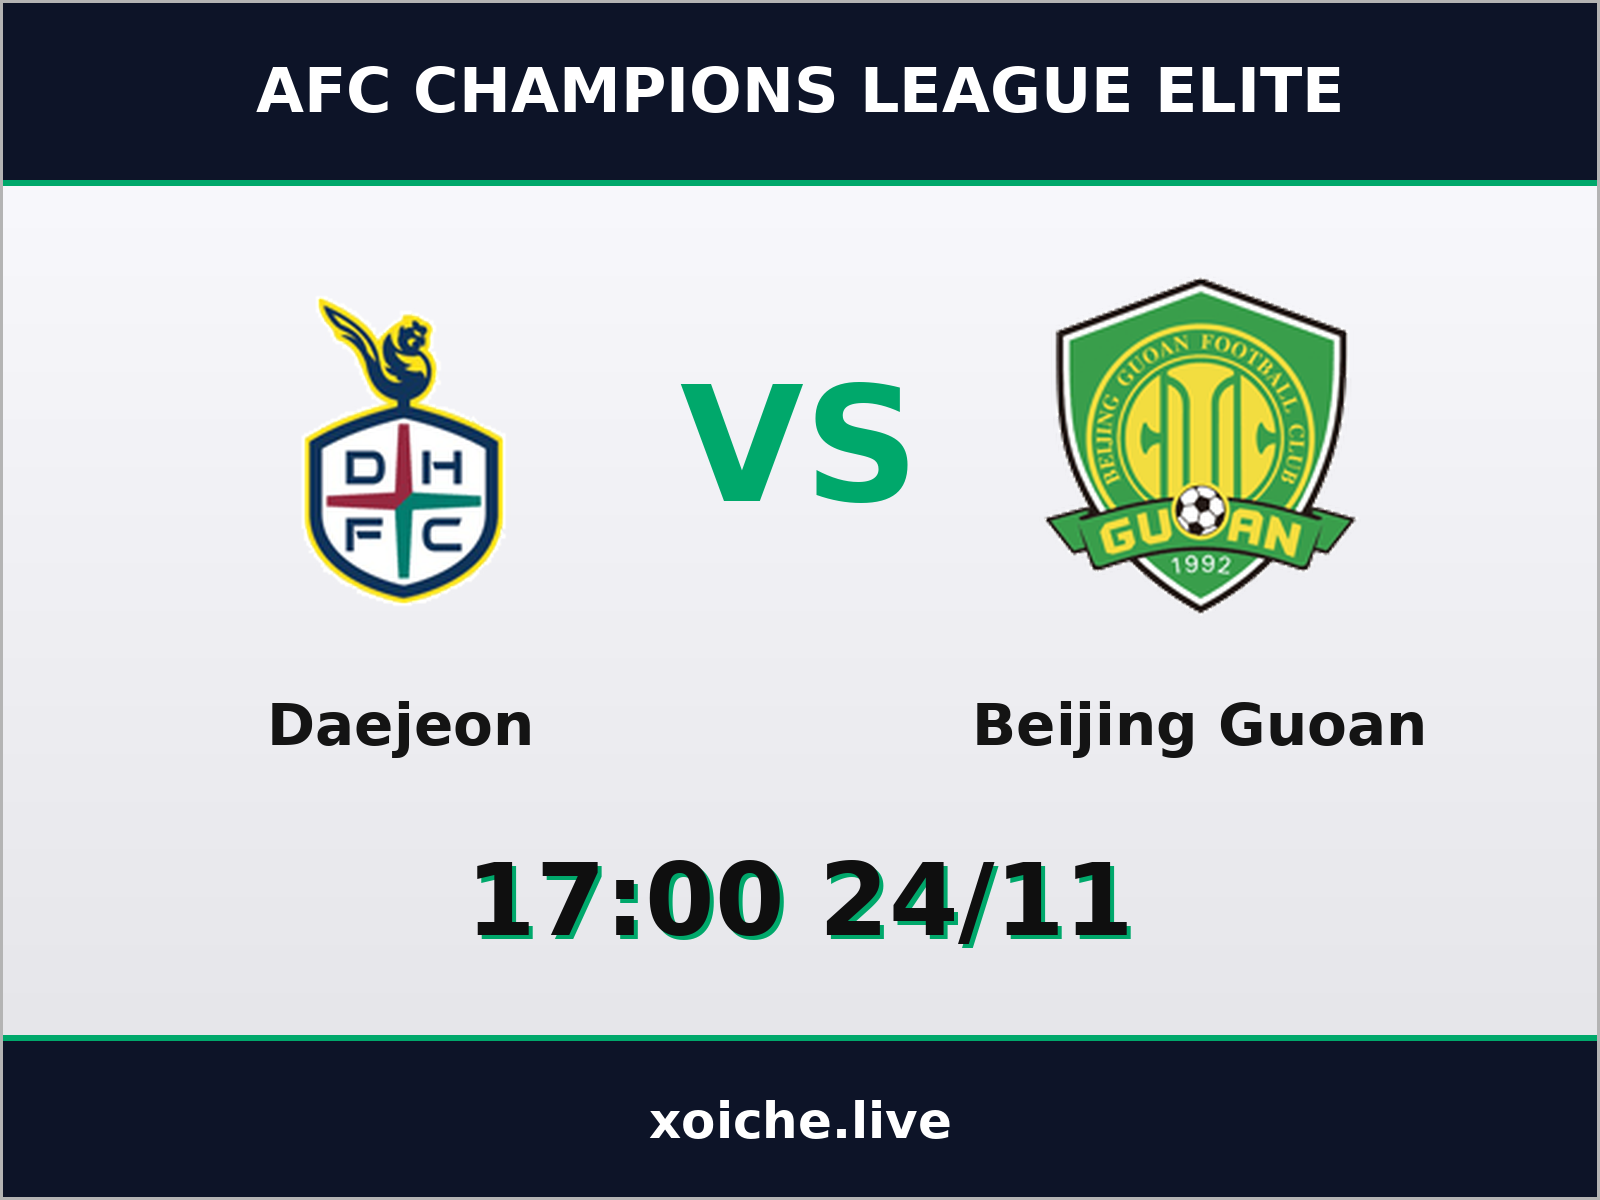 AFC CHAMPIONS LEAGUE ELITE
D H
F C
VS
BEIJING GUOAN FOOTBALL CLUB
GUOAN
1992
Daejeon
Beijing Guoan
17:00 24/11
xoiche.live